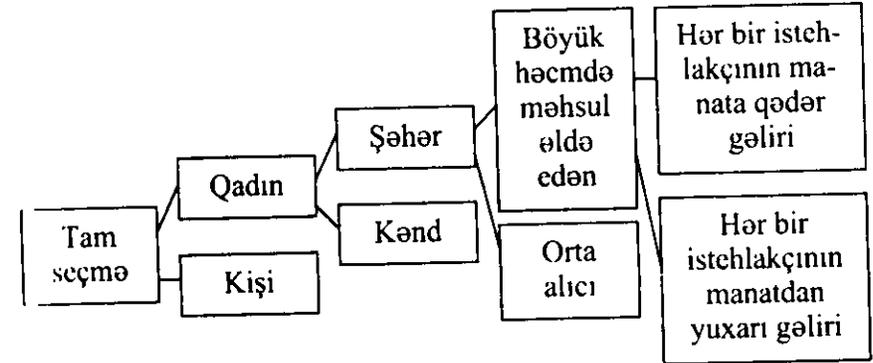 Tam
seçmə
Qadın
Kişi
Şəhər
Kənd
Böyük
həcmdə
məhsul
əldə
edən
Orta
alıcı
Hər bir isteh-
lakçının ma-
nata qədər
gəliri
Hər bir
istehlakçının
manatdan
yuxarı gəliri